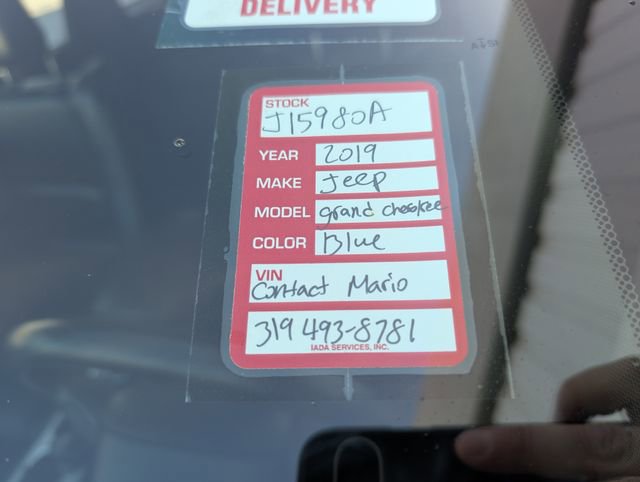 DELIVERY
STOCK
J15980A
YEAR 2019
MAKE Jeep
MODEL grand cherokee
COLOR Blue
VIN
Contact Mario
319 493-8781
IADA SERVICES, INC.